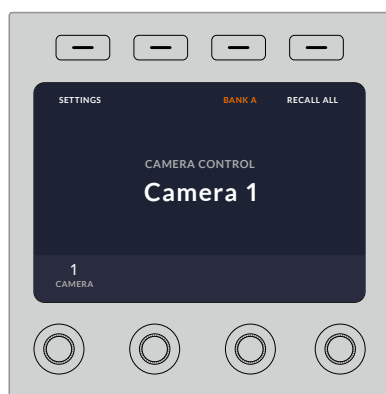 SETTINGS BANK A RECALL ALL
CAMERA CONTROL
Camera 1
1
CAMERA